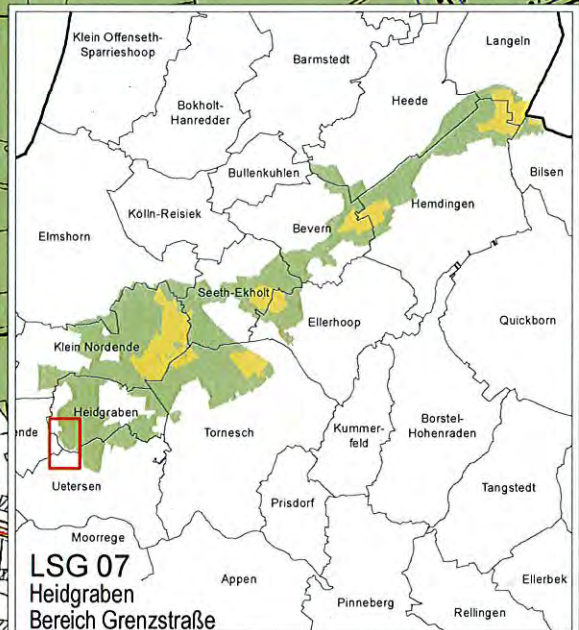 Klein Offenseth-
Sparrieshoop
Langeln
Barmstedt
Bokholt-
Hanredder
Heede
Bullenkuhlen
Bilsen
Kölln-Reisiek
Hemdingen
Bevern
Elmshorn
Seeth-Ekholt
Ellerhoop
Quickborn
Klein Nordende
Heidgraben
ende
Tornesch
Kummer-
feld
Borstel-
Hohenraden
Uetersen
Prisdorf
Tangstedt
Moorrege
LSG 07
Heidgraben
Bereich Grenzstraße
Appen
Pinneberg
Rellingen
Ellerbek